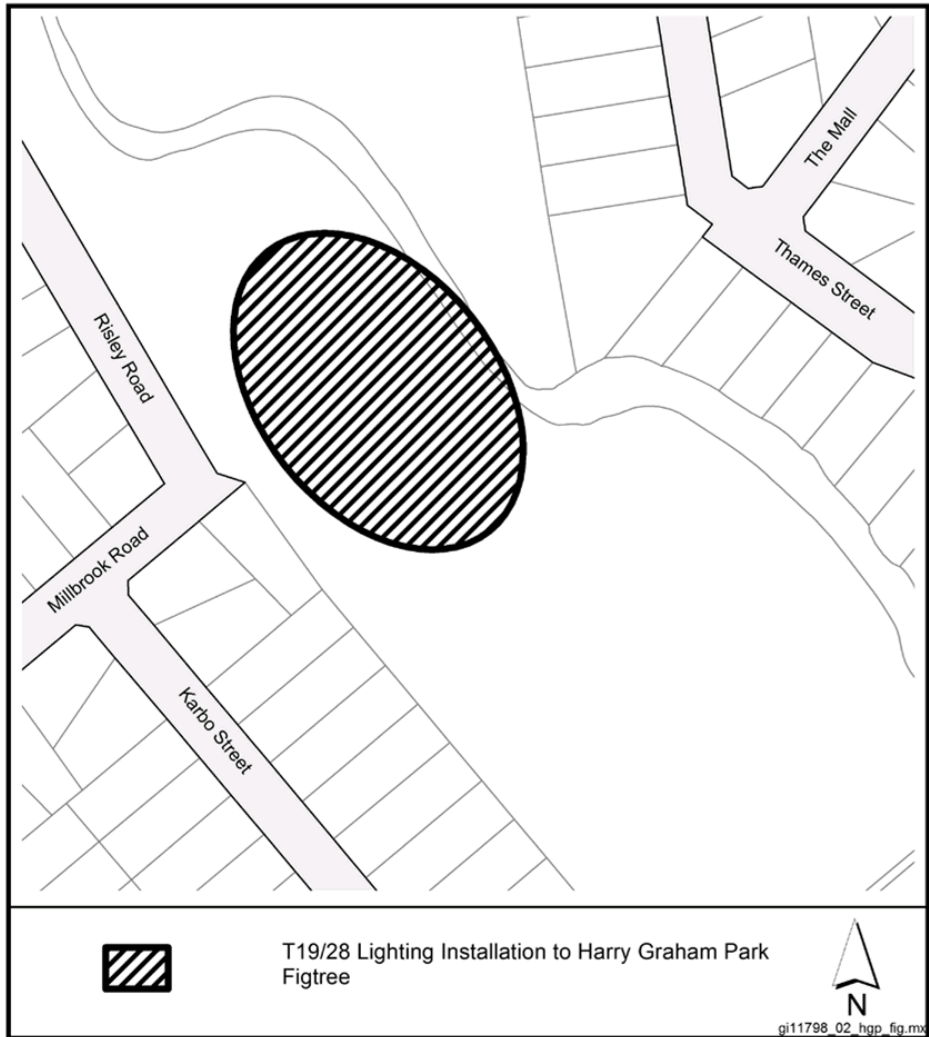 The Mall
Thames Street
Risley Road
Millbrook Road
Karbo Street
T19/28 Lighting Installation to Harry Graham Park
Figtree
N
gi11798_02_hgp_fig.mx